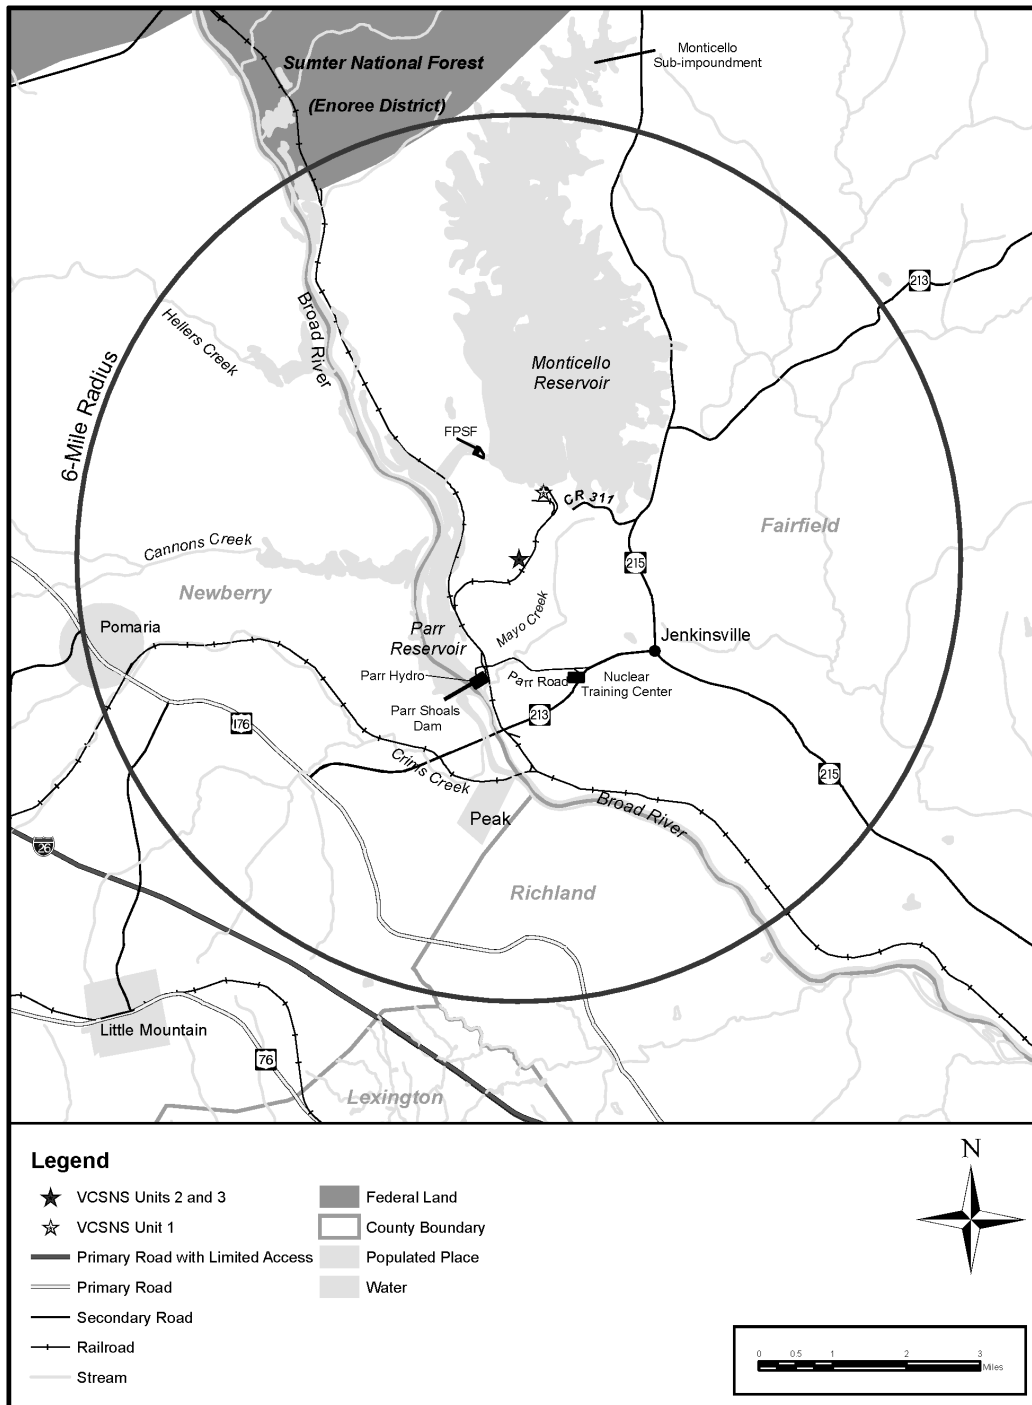 Sumter National Forest
(Enoree District)
Monticello
Sub-impoundment
213
Broad River
Hellers Creek
Monticello
Reservoir
6-Mile Radius
FPSF
CR 311
Fairfield
Cannons Creek
215
Newberry
Mayo Creek
Pomaria
Parr
Reservoir
Jenkinsville
Parr Hydro
Parr Road
Nuclear
Training Center
Parr Shoals
Dam
213
176
Crims Creek
215
Peak
Broad River
26
Richland
Little Mountain
76
Lexington
Legend
VCSNS Units 2 and 3
VCSNS Unit 1
Primary Road with Limited Access
Primary Road
Secondary Road
Railroad
Stream
Federal Land
County Boundary
Populated Place
Water
N
0 0.5 1 2 3
Miles